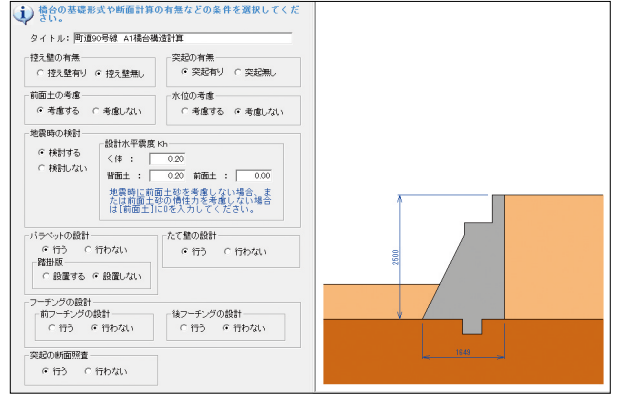 橋台の基礎形式や断面計算の有無などの条件を選択してください。
タイトル：町道90号線 A1橋台構造計算
控え壁の有無
控え壁有り 控え壁無し
突起の有無
突起有り 突起無し
前面土の考慮
考慮する 考慮しない
水位の考慮
考慮する 考慮しない
地震時の検討
検討する
検討しない
設計水平震度 Kh
く体 ： 0.20
背面土 ： 0.20 前面土 ： 0.00
地震時に前面土砂を考慮しない場合、ま
たは前面土砂の慣性力を考慮しない場合
は[前面土]に0を入力してください。
パラペットの設計
行う 行わない
踏掛版
設置する 設置しない
たて壁の設計
行う 行わない
フーチングの設計
前フーチングの設計
行う 行わない
後フーチングの設計
行う 行わない
突起の断面照査
行う 行わない
2500
1640